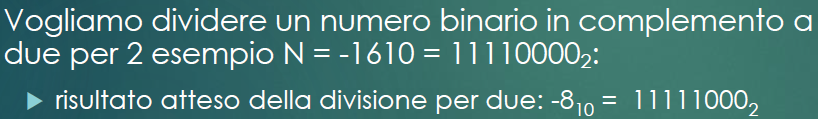 Vogliamo dividere un numero binario in complemento a
due per 2 esempio N = -1610 = 11110000₂:
▶ risultato atteso della divisione per due: -8₁₀ = 11111000₂